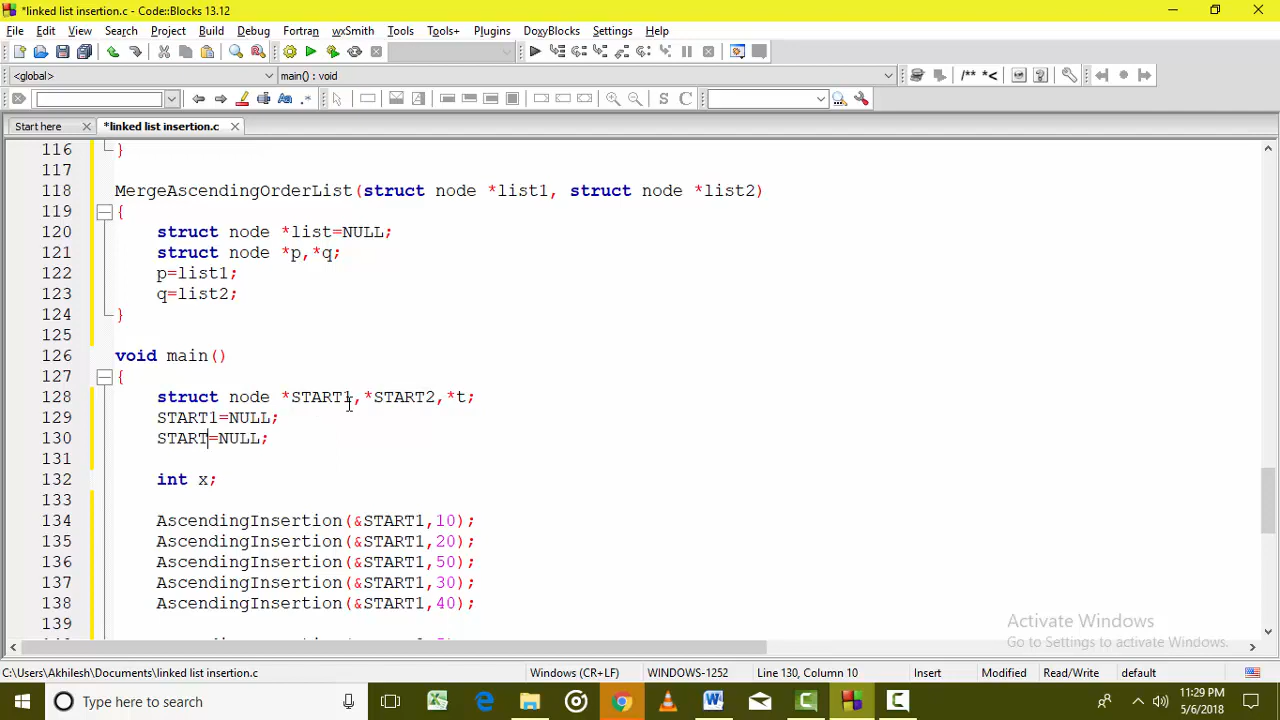 *linked list insertion.c - Code::Blocks 13.12
File Edit View Search Project Build Debug Fortran wxSmith Tools Tools+ Plugins DoxyBlocks Settings Help
<global> main() : void
/** *<
S C
Start here *linked list insertion.c
116 }
117
118 MergeAscendingOrderList(struct node *list1, struct node *list2)
119 {
120 struct node *list=NULL;
121 struct node *p,*q;
122 p=list1;
123 q=list2;
124 }
125
126 void main()
127 {
128 struct node *START1,*START2,*t;
129 START1=NULL;
130 START=NULL;
131
132 int x;
133
134 AscendingInsertion(&START1,10);
135 AscendingInsertion(&START1,20);
136 AscendingInsertion(&START1,50);
137 AscendingInsertion(&START1,30);
138 AscendingInsertion(&START1,40);
139
Activate Windows
Go to Settings to activate Windows.
C:\Users\Akhilesh\Documents\linked list insertion.c Windows (CR+LF) WINDOWS-1252 Line 130, Column 10 Insert Modified Read/Write default
Type here to search
11:29 PM
5/6/2018